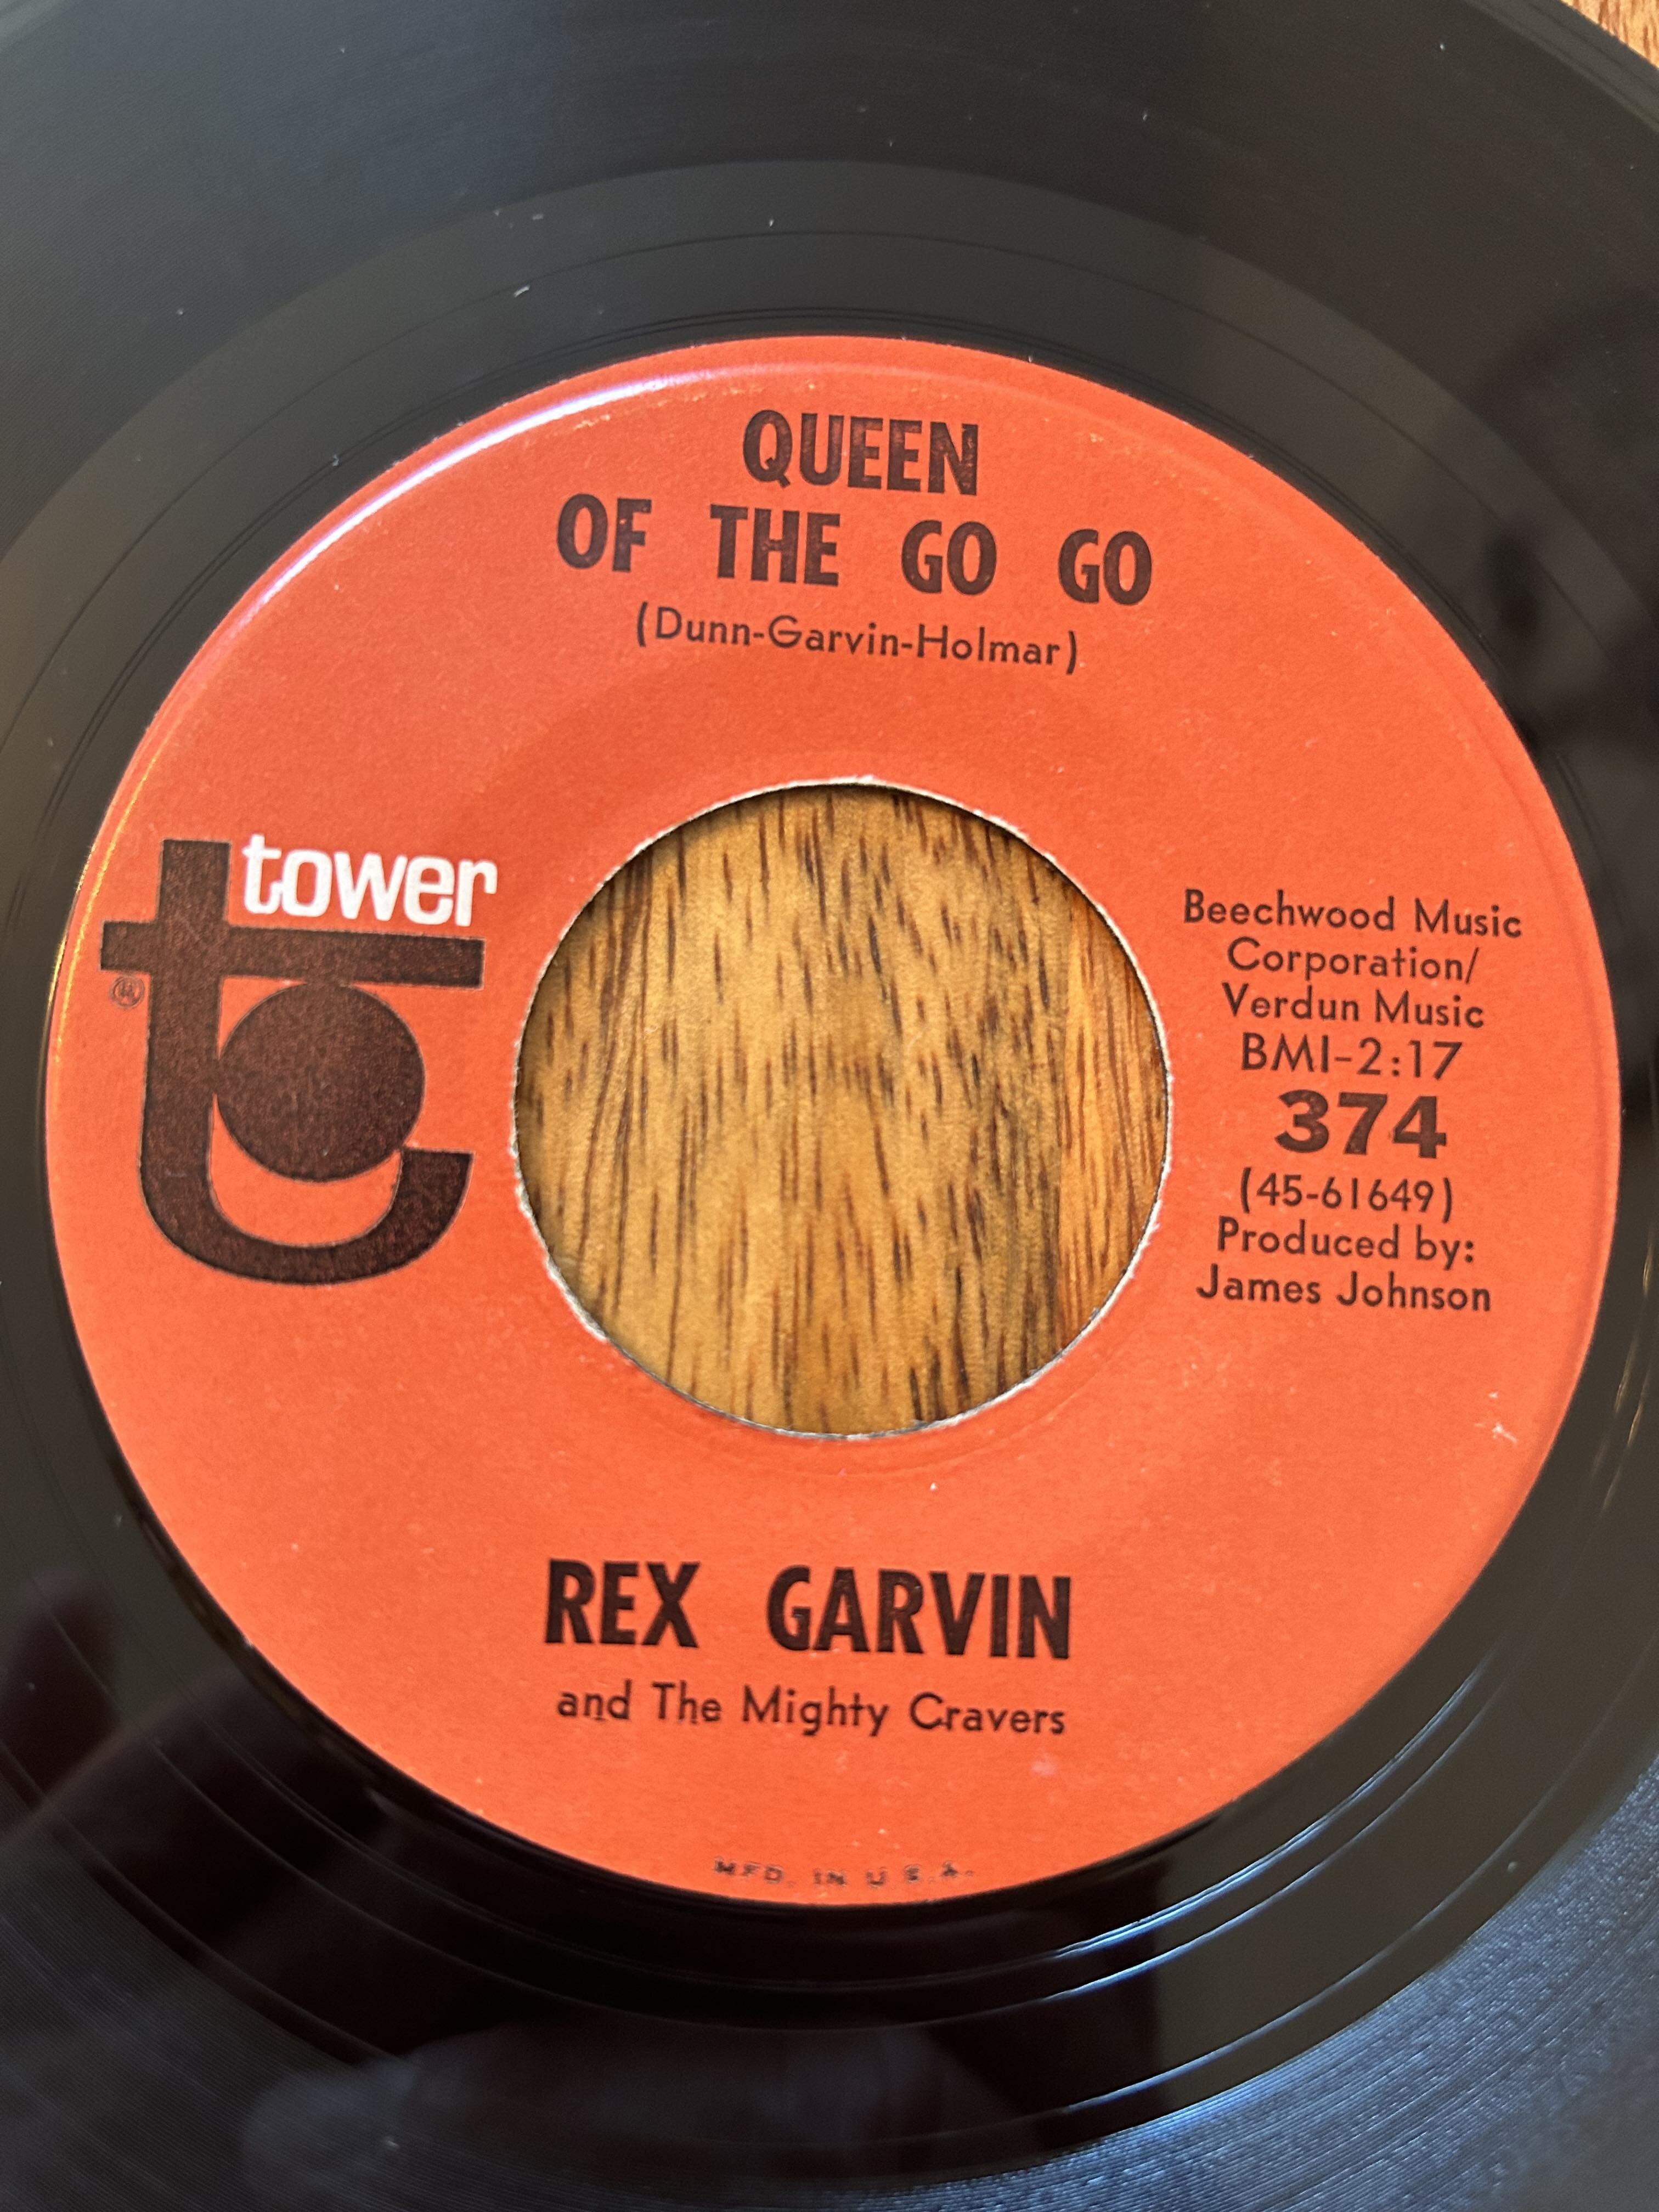 QUEEN
OF THE GO GO
(Dunn-Garvin-Holmar)
tower
®
Beechwood Music
Corporation/
Verdun Music
BMI-2:17
374
(45-61649)
Produced by:
James Johnson
REX GARVIN
and The Mighty Cravers
MFD. IN U.S.A.